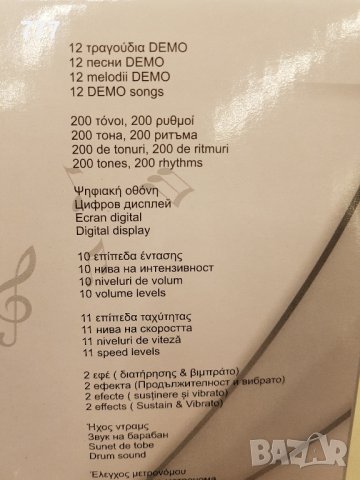 12 τραγούδια DEMO
12 песни DEMO
12 melodii DEMO
12 DEMO songs
200 τόνοι, 200 ρυθμοί
200 тона, 200 ритъма
200 de tonuri, 200 de ritmuri
200 tones, 200 rhythms
Ψηφιακή οθόνη
Цифров дисплей
Ecran digital
Digital display
10 επίπεδα έντασης
10 нива на интензивност
10 niveluri de volum
10 volume levels
11 επίπεδα ταχύτητας
11 нива на скоростта
11 niveluri de viteză
11 speed levels
2 εφέ ( διατήρησης & βιμπράτο)
2 ефекта (Продължителност и вибрато)
2 efecte ( susținere și vibrato)
2 effects ( Sustain & Vibrato)
Ήχος ντραμς
Звук на барабан
Sunet de tobe
Drum sound
Έλεγχος μετρονόμου
BAZAR